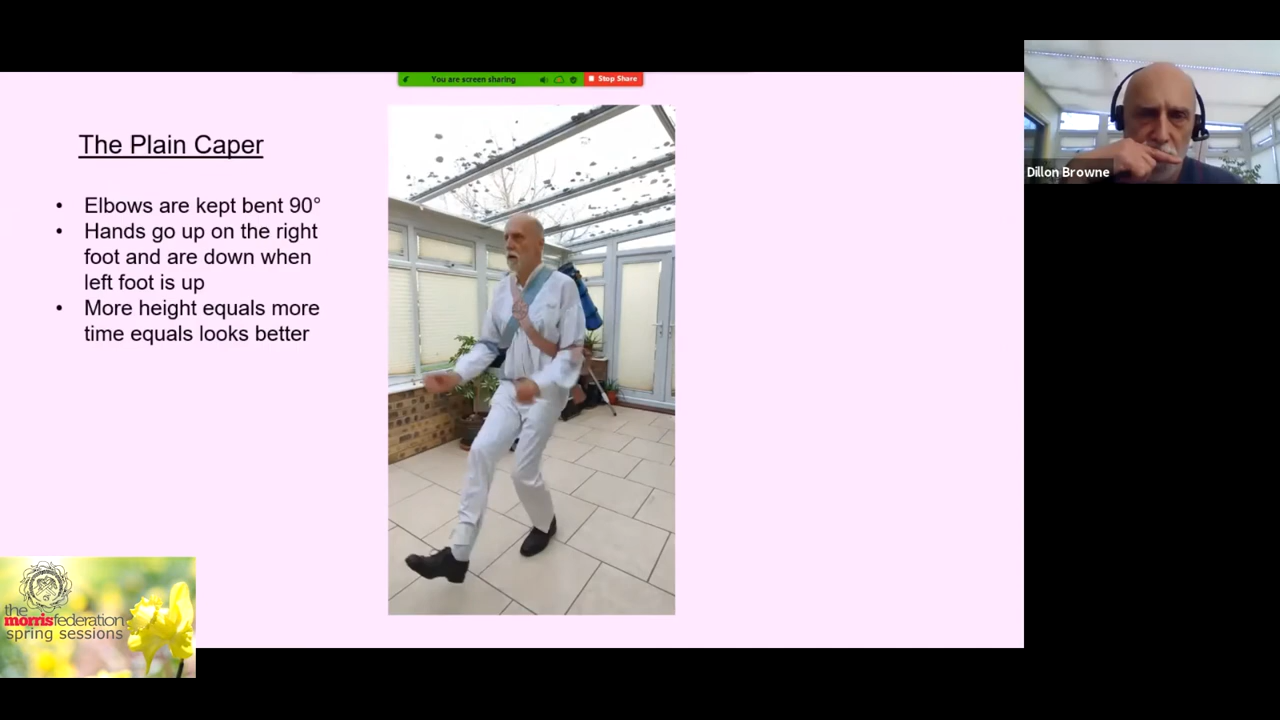 You are screen sharing
Stop Share
The Plain Caper
• Elbows are kept bent 90°
• Hands go up on the right
foot and are down when
left foot is up
• More height equals more
time equals looks better
Dillon Browne
the
morrisfederation
spring sessions